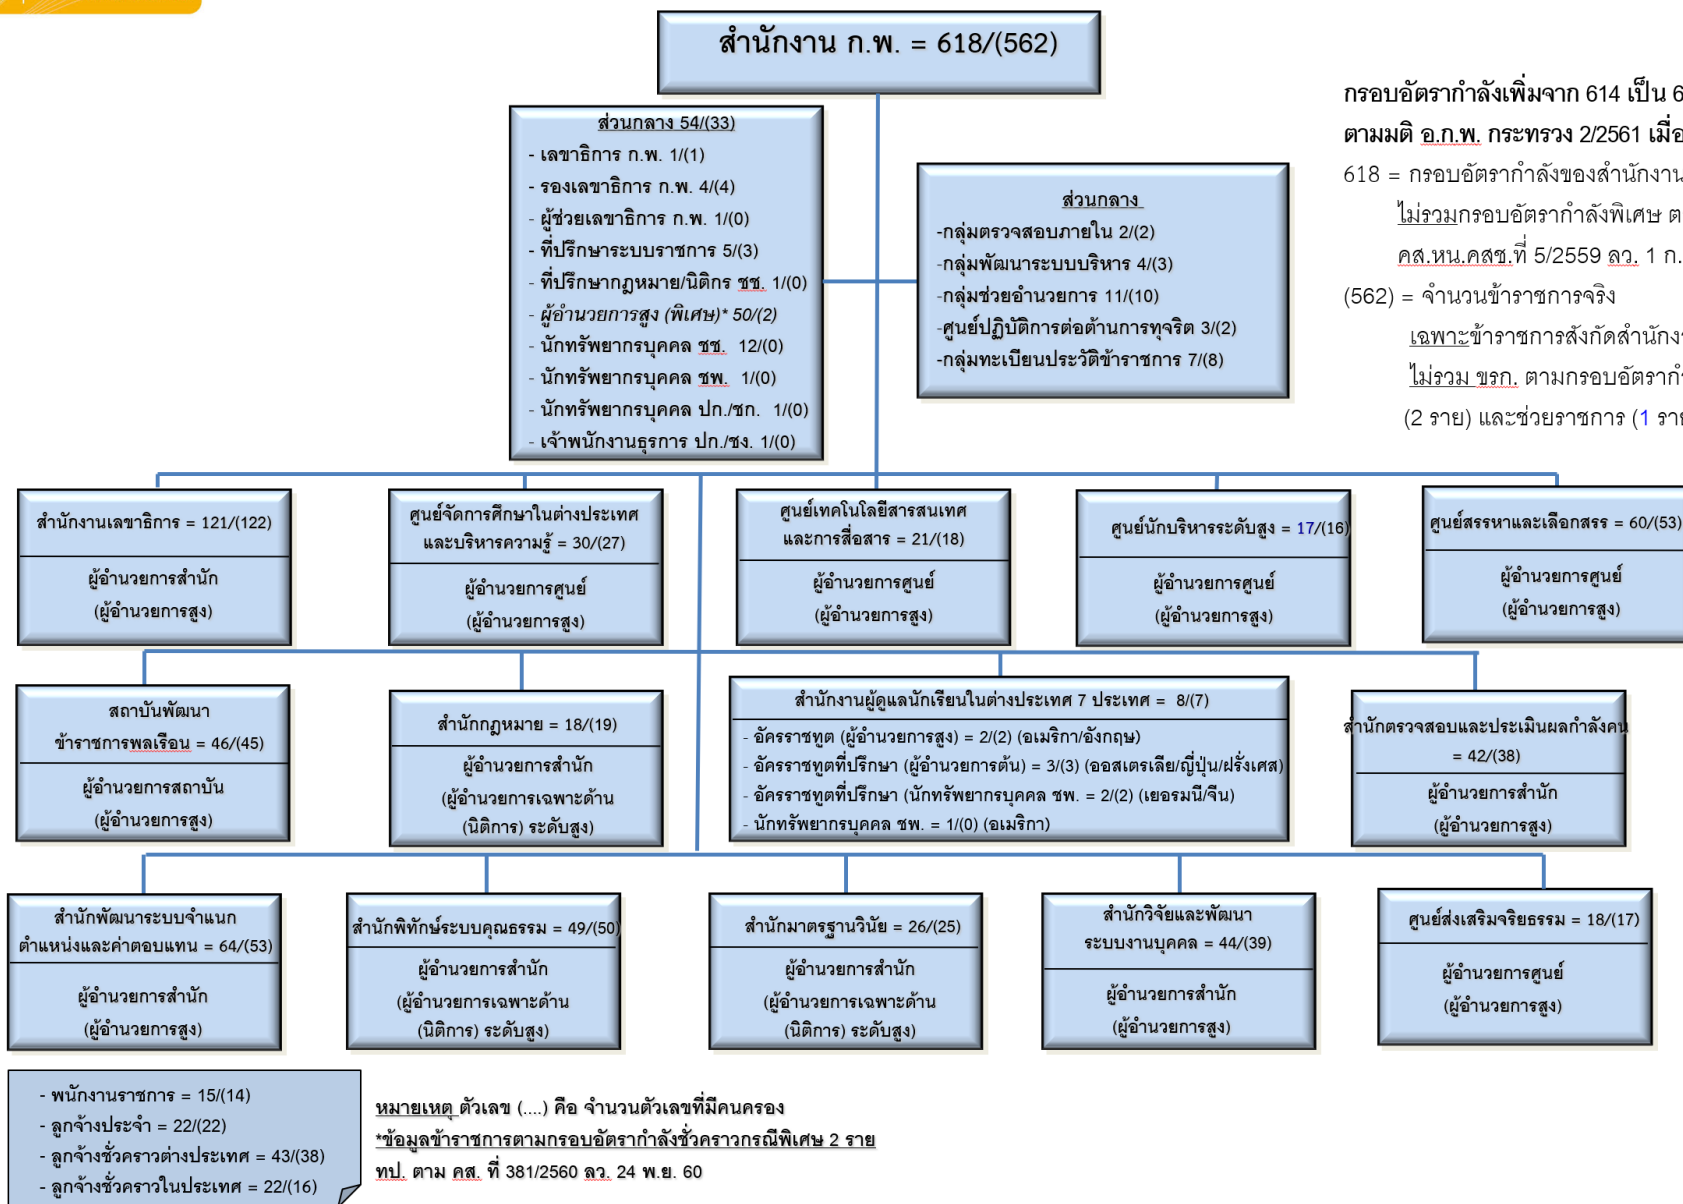 สำนักงาน ก.พ. = 618/(562)
ส่วนกลาง 54/(33)
- เลขาธิการ ก.พ. 1/(1)
- รองเลขาธิการ ก.พ. 4/(4)
- ผู้ช่วยเลขาธิการ ก.พ. 1/(0)
- ที่ปรึกษาระบบราชการ 5/(3)
- ที่ปรึกษากฎหมาย/นิติกร ชช. 1/(0)
- ผู้อำนวยการสูง (พิเศษ)* 50/(2)
- นักทรัพยากรบุคคล ชช. 12/(0)
- นักทรัพยากรบุคคล ชพ. 1/(0)
- นักทรัพยากรบุคคล ปก./ชก. 1/(0)
- เจ้าพนักงานธุรการ ปก./ชง. 1/(0)
ส่วนกลาง
-กลุ่มตรวจสอบภายใน 2/(2)
-กลุ่มพัฒนาระบบบริหาร 4/(3)
-กลุ่มช่วยอำนวยการ 11/(10)
-ศูนย์ปฏิบัติการต่อต้านการทุจริต 3/(2)
-กลุ่มทะเบียนประวัติข้าราชการ 7/(8)
กรอบอัตรากำลังเพิ่มจาก 614 เป็น 6
ตามมติ อ.ก.พ. กระทรวง 2/2561 เมื่อ
618 = กรอบอัตรากำลังของสำนักงาน
ไม่รวมกรอบอัตรากำลังพิเศษ ต
คส.หน.คสช.ที่ 5/2559 ลว. 1 ก.
(562) = จำนวนข้าราชการจริง
เฉพาะข้าราชการสังกัดสำนักง
ไม่รวม ขรก. ตามกรอบอัตรากำ
(2 ราย) และช่วยราชการ (1 ราย
สำนักงานเลขาธิการ = 121/(122)
ผู้อำนวยการสำนัก
(ผู้อำนวยการสูง)
ศูนย์จัดการศึกษาในต่างประเทศ
และบริหารความรู้ = 30/(27)
ผู้อำนวยการศูนย์
(ผู้อำนวยการสูง)
ศูนย์เทคโนโลยีสารสนเทศ
และการสื่อสาร = 21/(18)
ผู้อำนวยการศูนย์
(ผู้อำนวยการสูง)
ศูนย์นักบริหารระดับสูง = 17/(16)
ผู้อำนวยการศูนย์
(ผู้อำนวยการสูง)
ศูนย์สรรหาและเลือกสรร = 60/(53)
ผู้อำนวยการศูนย์
(ผู้อำนวยการสูง)
สถาบันพัฒนา
ข้าราชการพลเรือน = 46/(45)
ผู้อำนวยการสถาบัน
(ผู้อำนวยการสูง)
สำนักกฎหมาย = 18/(19)
ผู้อำนวยการสำนัก
(ผู้อำนวยการเฉพาะด้าน
(นิติการ) ระดับสูง)
สำนักงานผู้ดูแลนักเรียนในต่างประเทศ 7 ประเทศ = 8/(7)
- อัครราชทูต (ผู้อำนวยการสูง) = 2/(2) (อเมริกา/อังกฤษ)
- อัครราชทูตที่ปรึกษา (ผู้อำนวยการต้น) = 3/(3) (ออสเตรเลีย/ญี่ปุ่น/ฝรั่งเศส)
- อัครราชทูตที่ปรึกษา (นักทรัพยากรบุคคล ชพ. = 2/(2) (เยอรมนี/จีน)
- นักทรัพยากรบุคคล ชพ. = 1/(0) (อเมริกา)
สำนักตรวจสอบและประเมินผลกำลังคน
= 42/(38)
ผู้อำนวยการสำนัก
(ผู้อำนวยการสูง)
สำนักพัฒนาระบบจำแนก
ตำแหน่งและค่าตอบแทน = 64/(53)
ผู้อำนวยการสำนัก
(ผู้อำนวยการสูง)
สำนักพิทักษ์ระบบคุณธรรม = 49/(50)
ผู้อำนวยการสำนัก
(ผู้อำนวยการเฉพาะด้าน
(นิติการ) ระดับสูง)
สำนักมาตรฐานวินัย = 26/(25)
ผู้อำนวยการสำนัก
(ผู้อำนวยการเฉพาะด้าน
(นิติการ) ระดับสูง)
สำนักวิจัยและพัฒนา
ระบบงานบุคคล = 44/(39)
ผู้อำนวยการสำนัก
(ผู้อำนวยการสูง)
ศูนย์ส่งเสริมจริยธรรม = 18/(17)
ผู้อำนวยการศูนย์
(ผู้อำนวยการสูง)
- พนักงานราชการ = 15/(14)
- ลูกจ้างประจำ = 22/(22)
- ลูกจ้างชั่วคราวต่างประเทศ = 43/(38)
- ลูกจ้างชั่วคราวในประเทศ = 22/(16)
หมายเหตุ ตัวเลข (....) คือ จำนวนตัวเลขที่มีคนครอง
*ข้อมูลข้าราชการตามกรอบอัตรากำลังชั่วคราวกรณีพิเศษ 2 ราย
ทป. ตาม คส. ที่ 381/2560 ลว. 24 พ.ย. 60